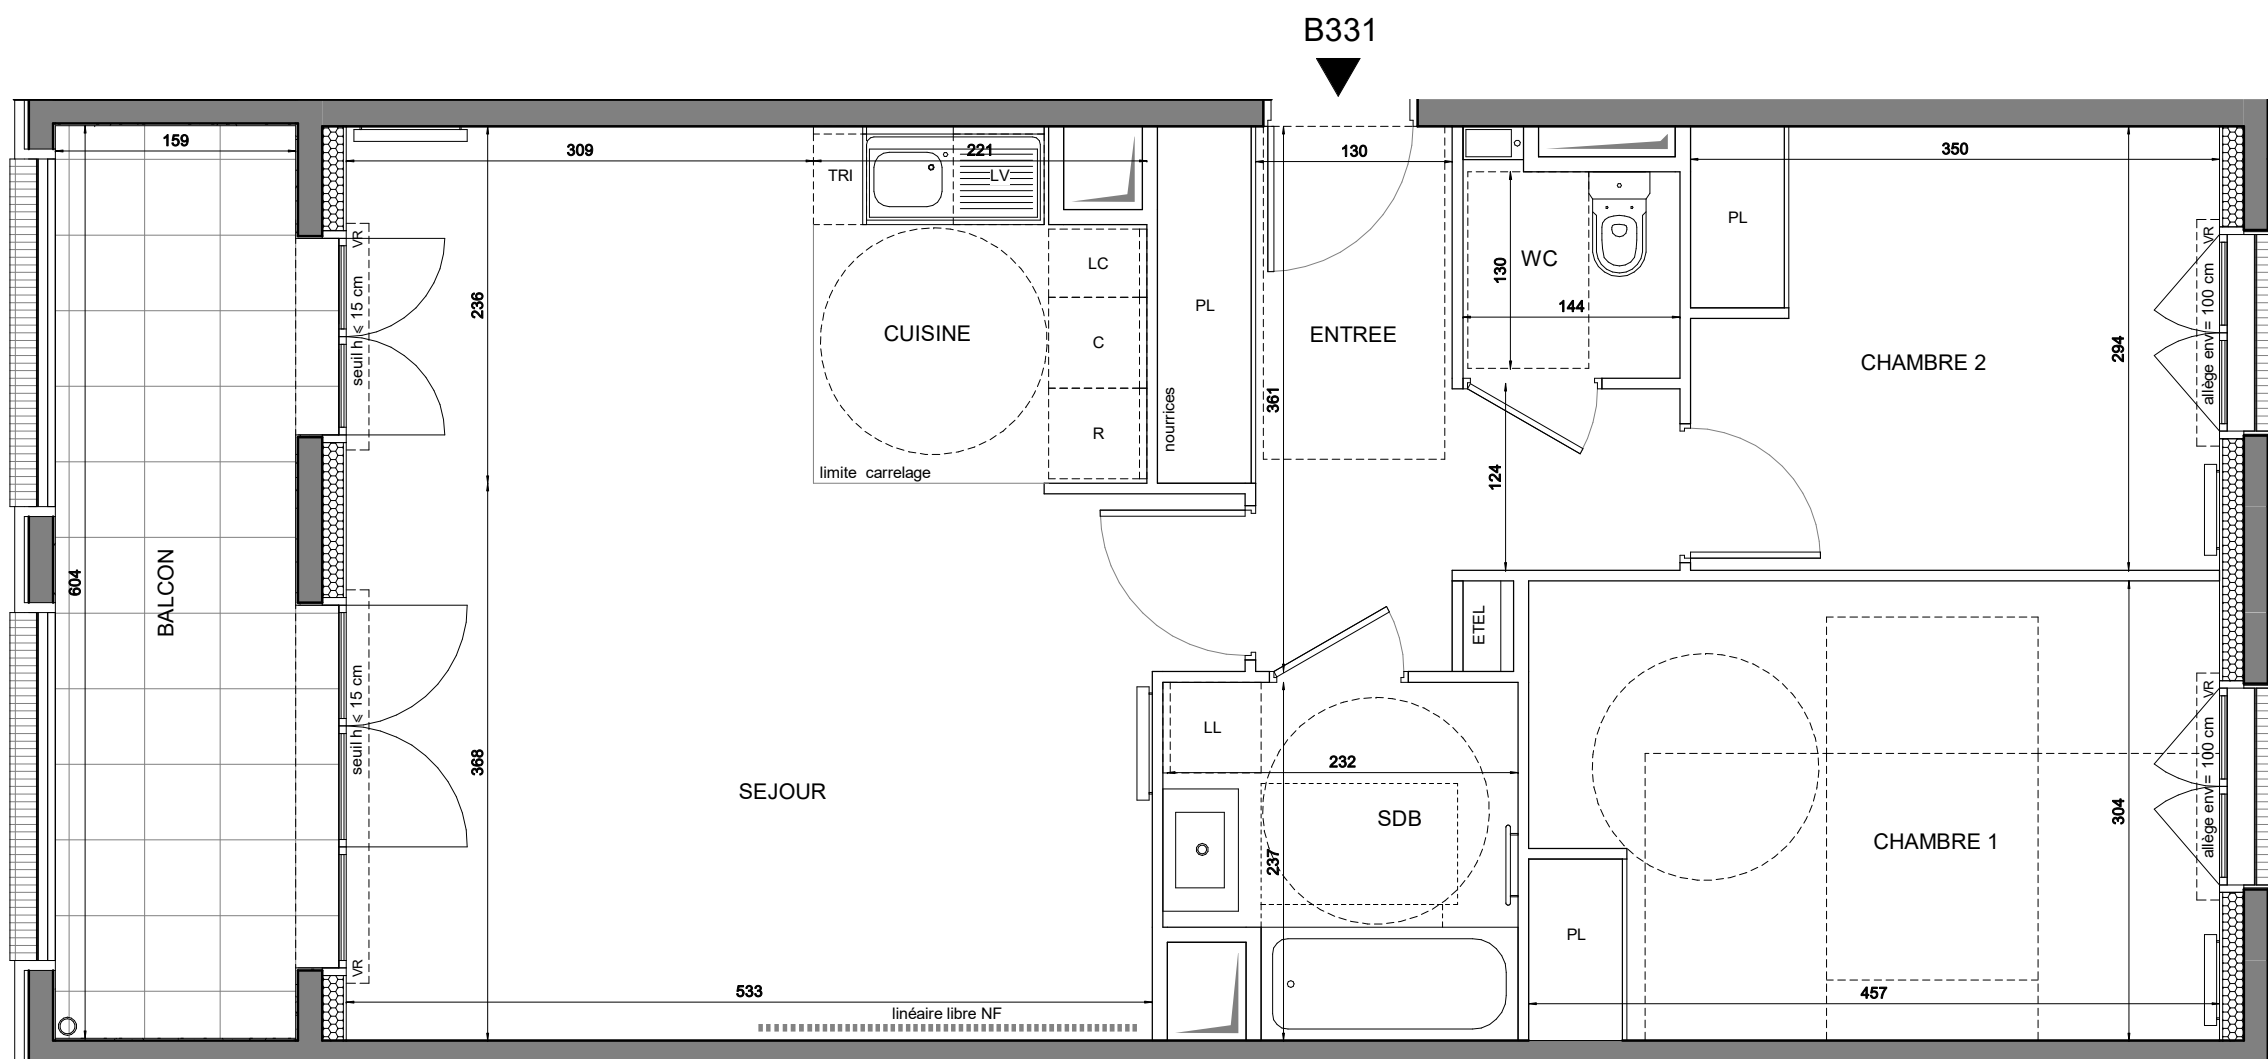 B331
159
309
221
130
350
TRI
LV
PL
WC
LC
VR
seuil h ≤ 15 cm
236
CUISINE
C
PL
ENTREE
130
144
CHAMBRE 2
294
VR
allège env = 100 cm
R
nourrices
361
limite carrelage
124
604
BALCON
ETEL
VR
seuil h ≤ 15 cm
368
SEJOUR
LL
232
SDB
237
CHAMBRE 1
304
VR
allège env = 100 cm
PL
533
457
linéaire libre NF